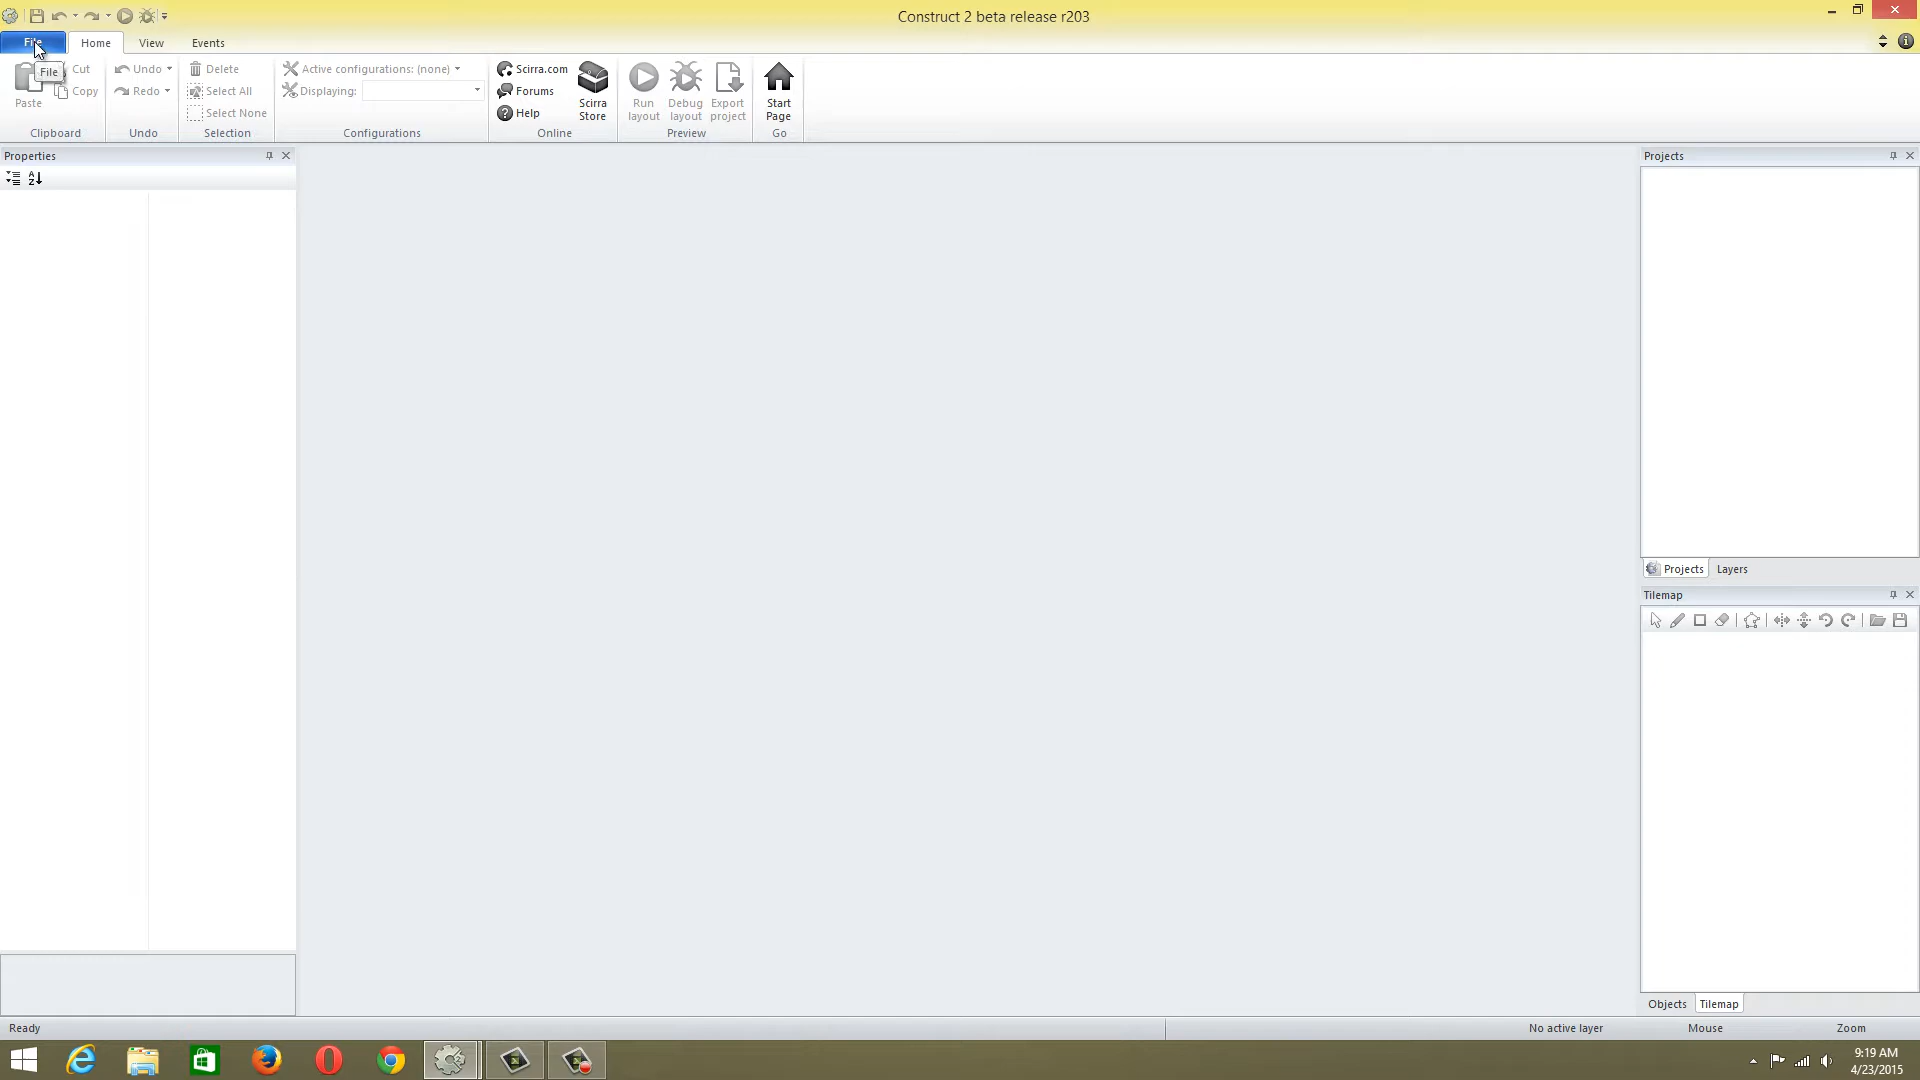 Construct 2 beta release r203
File Home View Events
File
Paste
Cut
Copy
Clipboard
Undo
Redo
Undo
Delete
Select All
Select None
Selection
Active configurations: (none)
Displaying:
Configurations
Scirra.com
Forums
Help
Scirra
Store
Online
Run
layout
Debug
layout
Export
project
Preview
Start
Page
Go
Properties
Projects
Projects Layers
Tilemap
Objects Tilemap
Ready
No active layer
Mouse
Zoom
9:19 AM
4/23/2015